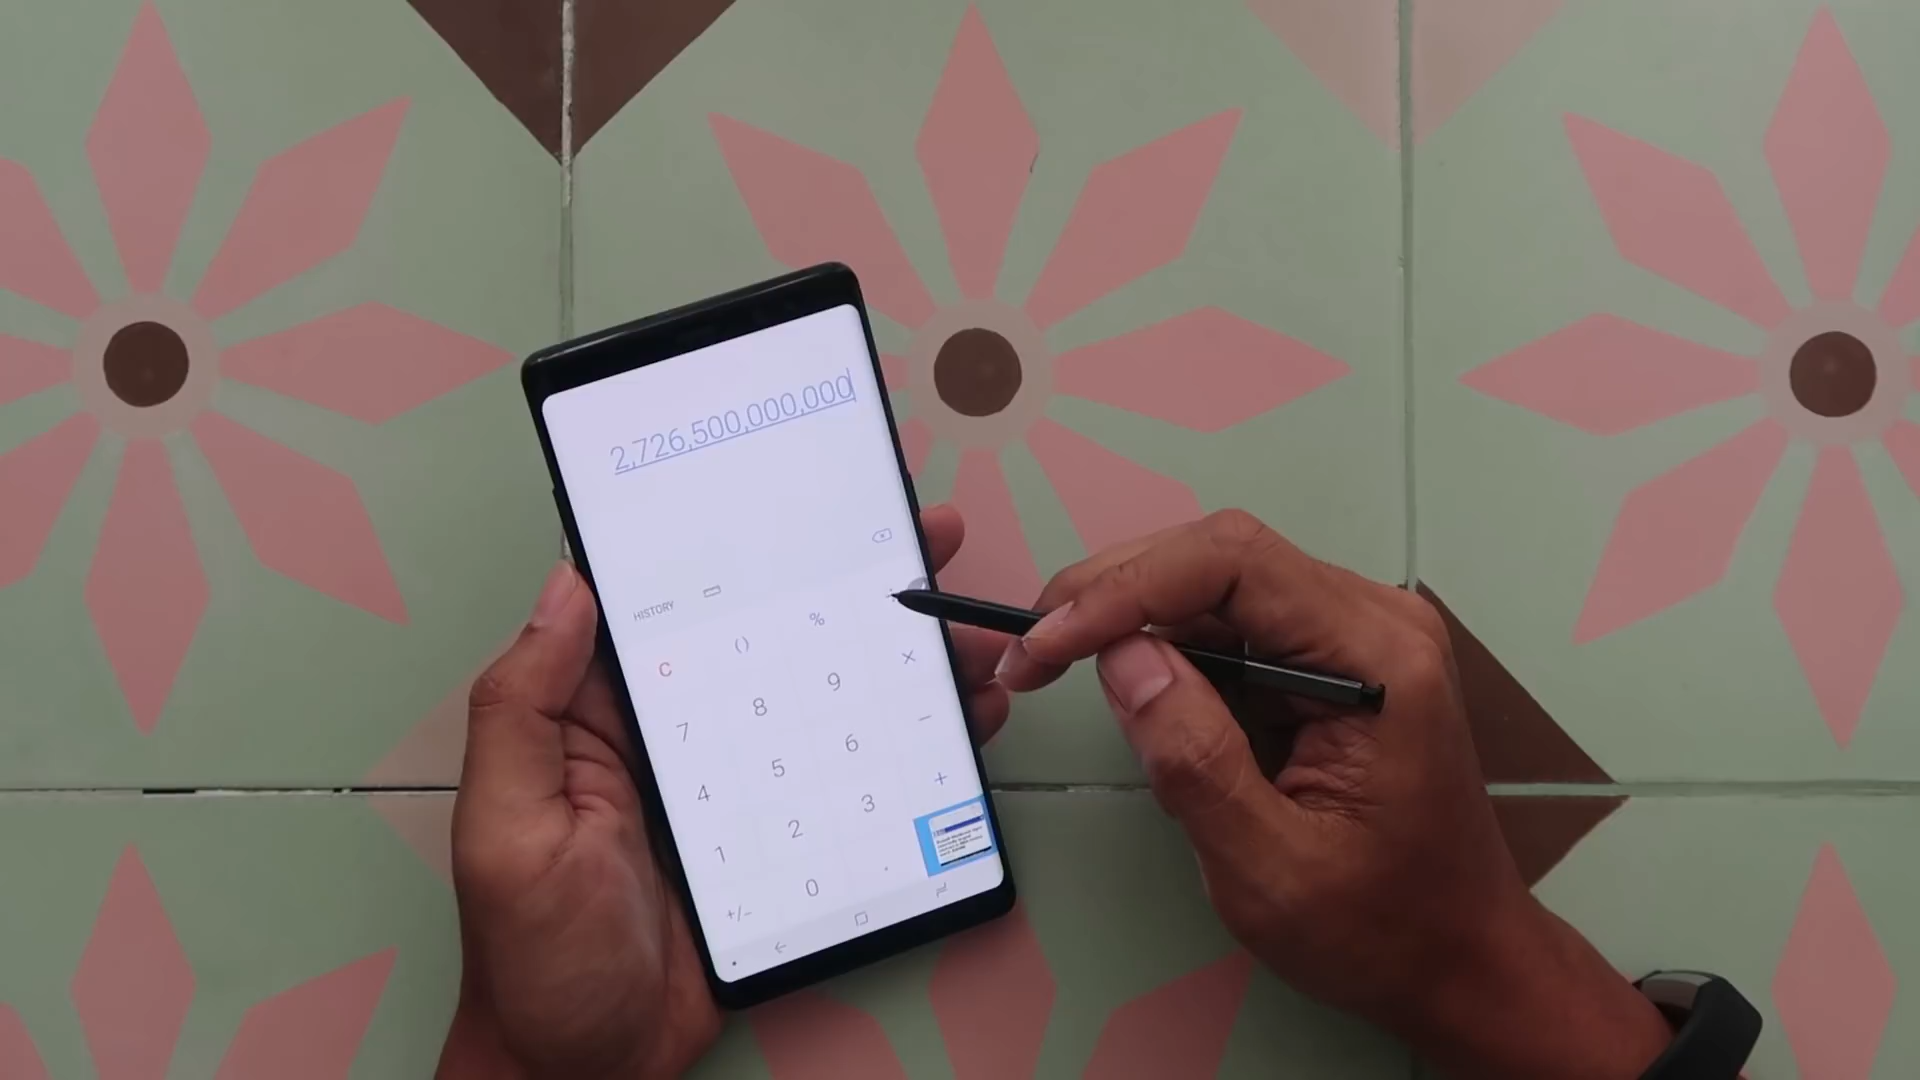 2,726,500,000,000
HISTORY
C () % ÷
7 8 9 ×
4 5 6 −
1 2 3 +
+/− 0 .